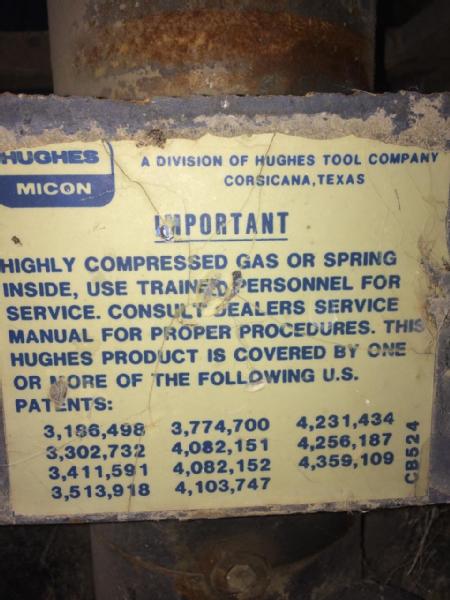 HUGHES
MICON
A DIVISION OF HUGHES TOOL COMPANY
CORSICANA, TEXAS
IMPORTANT
HIGHLY COMPRESSED GAS OR SPRING
INSIDE, USE TRAINED PERSONNEL FOR
SERVICE. CONSULT DEALERS SERVICE
MANUAL FOR PROPER PROCEDURES. THIS
HUGHES PRODUCT IS COVERED BY ONE
OR MORE OF THE FOLLOWING U.S.
PATENTS:
3,186,498 3,774,700 4,231,434
3,302,732 4,082,151 4,256,187
3,411,591 4,082,152 4,359,109
3,513,918 4,103,747
CB524